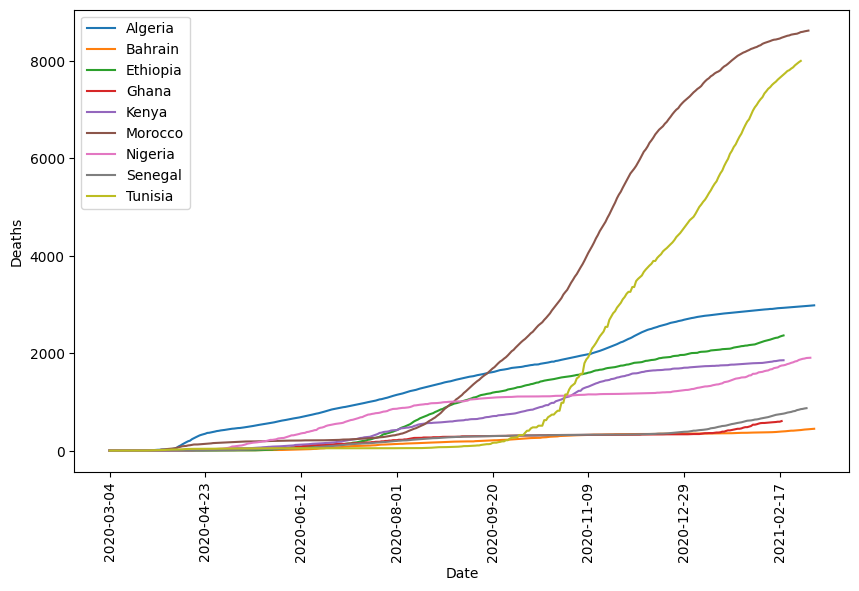 Algeria
Bahrain
Ethiopia
Ghana
Kenya
Morocco
Nigeria
Senegal
Tunisia
8000
6000
4000
2000
0
Deaths
2020-03-04
2020-04-23
2020-06-12
2020-08-01
2020-09-20
2020-11-09
2020-12-29
2021-02-17
Date